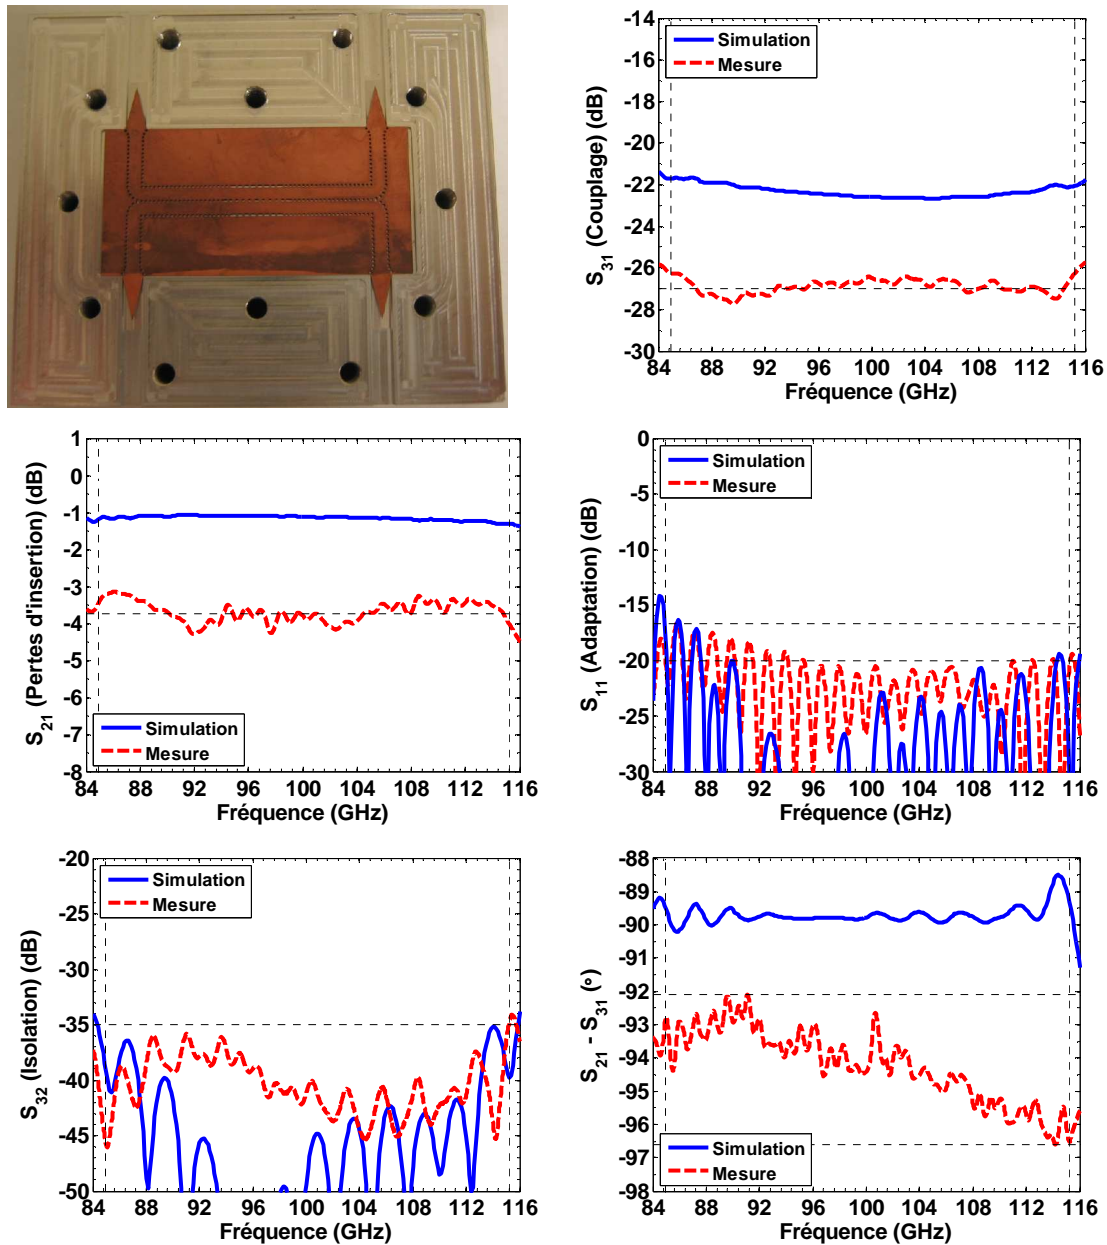 -14
-16
-18
-20
-22
-24
-26
-28
-30
S31 (Couplage) (dB)
Simulation
Mesure
84 88 92 96 100 104 108 112 116
Fréquence (GHz)
1
0
-1
-2
-3
-4
-5
-6
-7
-8
S21 (Pertes d'insertion) (dB)
Simulation
Mesure
84 88 92 96 100 104 108 112 116
Fréquence (GHz)
0
-5
-10
-15
-20
-25
-30
S11 (Adaptation) (dB)
Simulation
Mesure
84 88 92 96 100 104 108 112 116
Fréquence (GHz)
-20
-25
-30
-35
-40
-45
-50
S32 (Isolation) (dB)
Simulation
Mesure
84 88 92 96 100 104 108 112 116
Fréquence (GHz)
-88
-89
-90
-91
-92
-93
-94
-95
-96
-97
-98
S21 - S31 (º)
Simulation
Mesure
84 88 92 96 100 104 108 112 116
Fréquence (GHz)